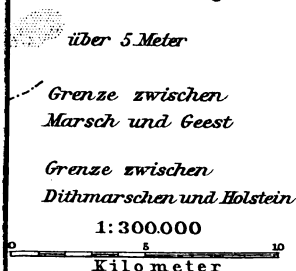 über 5 Meter
Grenze zwischen
Marsch und Geest
Grenze zwischen
Dithmarschen und Holstein
1:300.000
0 5 10
Kilometer